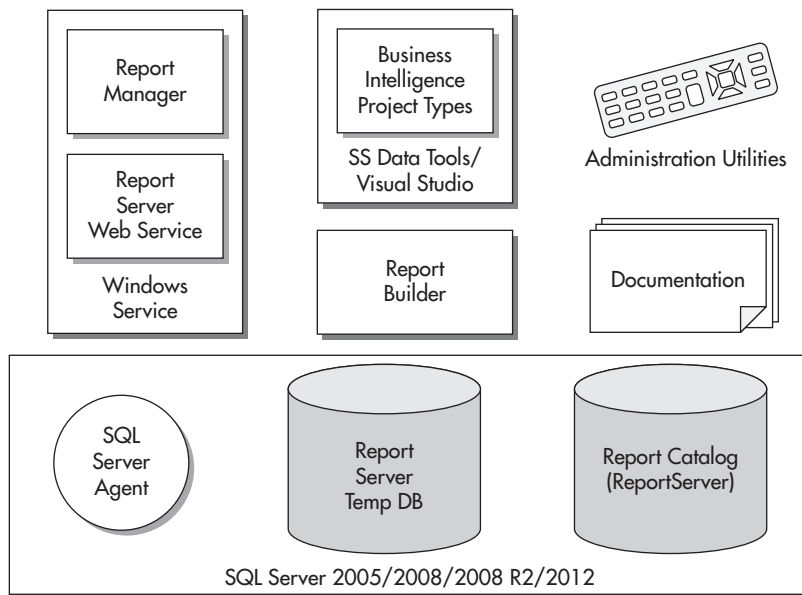 Report
Manager
Report
Server
Web Service
Windows
Service
Business
Intelligence
Project Types
SS Data Tools/
Visual Studio
Report
Builder
Administration Utilities
Documentation
SQL
Server
Agent
Report
Server
Temp DB
Report Catalog
(ReportServer)
SQL Server 2005/2008/2008 R2/2012